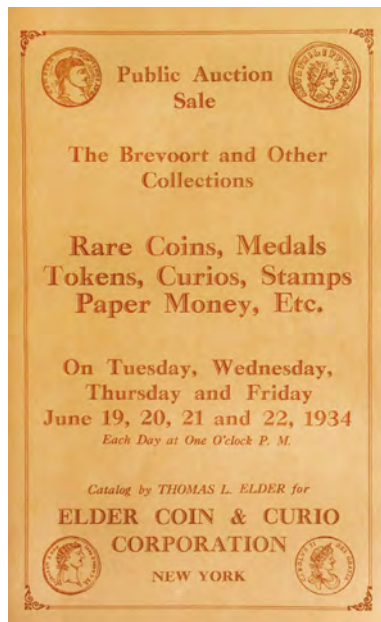 Public Auction
Sale
The Brevoort and Other
Collections
Rare Coins, Medals
Tokens, Curios, Stamps
Paper Money, Etc.
On Tuesday, Wednesday,
Thursday and Friday
June 19, 20, 21 and 22, 1934
Each Day at One O'clock P. M.
Catalog by THOMAS L. ELDER for
ELDER COIN & CURIO
CORPORATION
NEW YORK